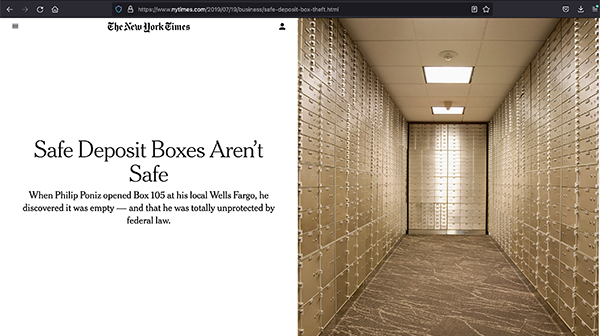 https://www.nytimes.com/2019/07/19/business/safe-deposit-box-theft.html
The New York Times
Safe Deposit Boxes Aren’t
Safe
When Philip Poniz opened Box 105 at his local Wells Fargo, he
discovered it was empty — and that he was totally unprotected by
federal law.